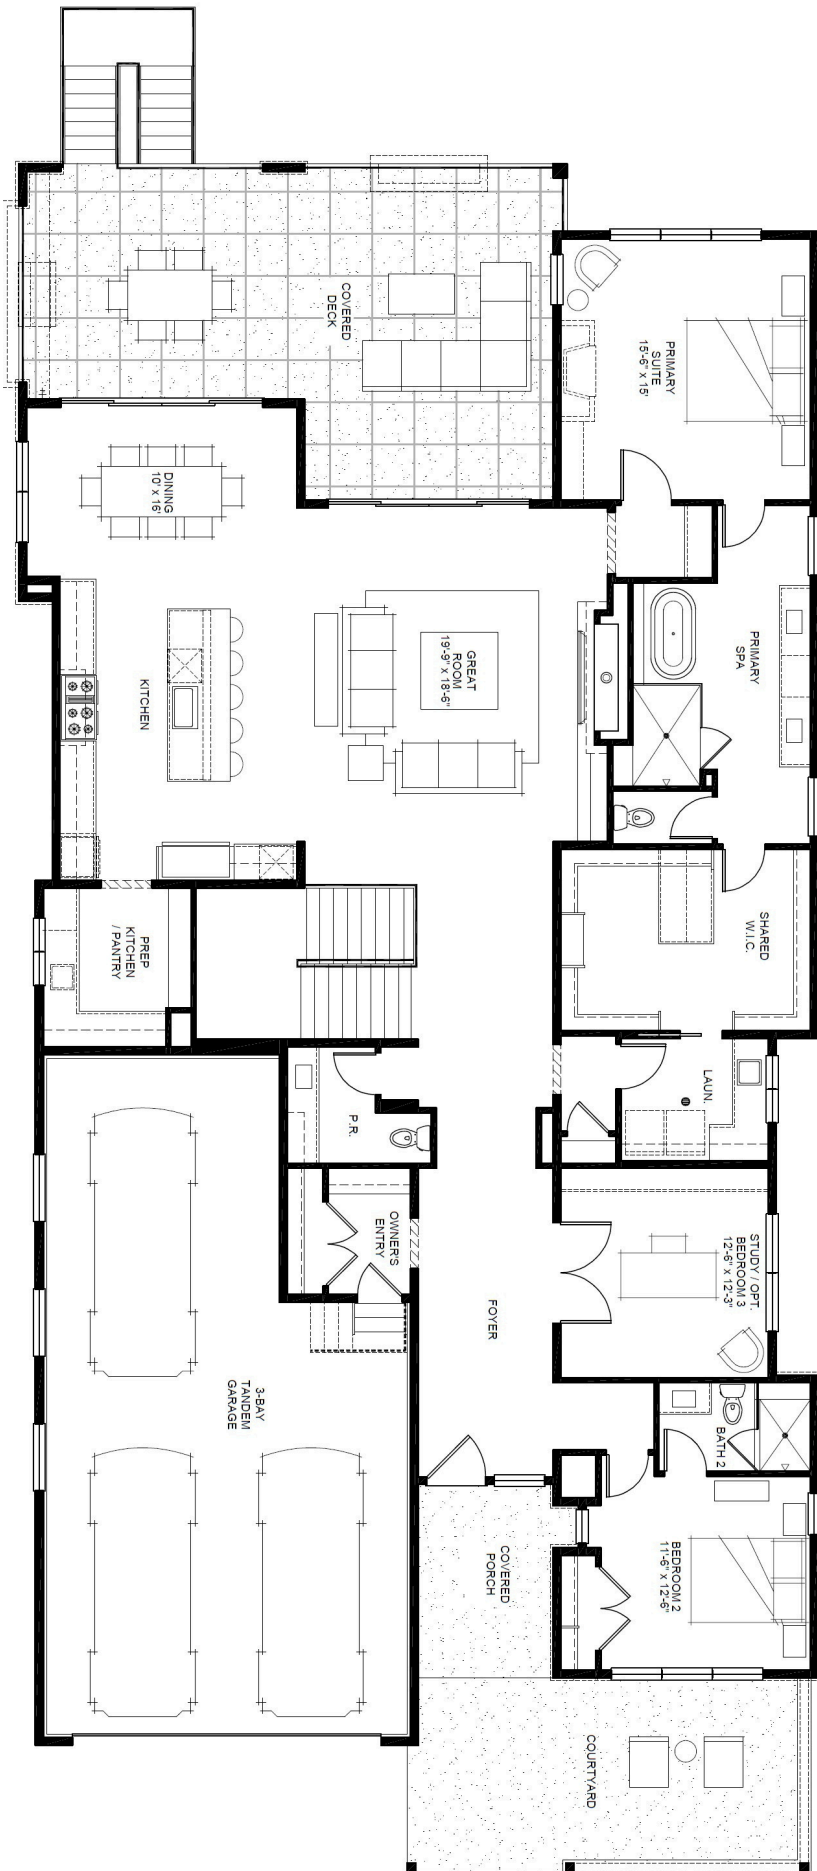 COVERED
DECK
PRIMARY
SUITE
15'-6" x 15'
DINING
10' x 16'
PRIMARY
SPA
GREAT
ROOM
19'-9" x 18'-6"
KITCHEN
SHARED
W.I.C.
PREP
KITCHEN
/ PANTRY
LAUN.
P.R.
OWNER'S
ENTRY
STUDY / OPT.
BEDROOM 3
12'-6" x 12'-3"
FOYER
3-BAY
TANDEM
GARAGE
BATH 2
BEDROOM 2
11'-6" x 12'-6"
COVERED
PORCH
COURTYARD